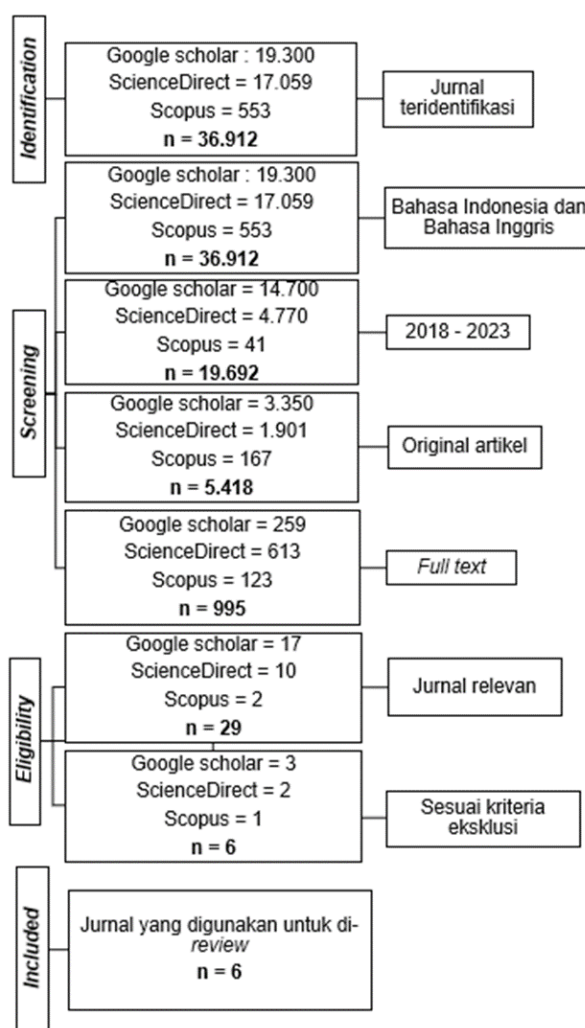 Identification
Google scholar : 19.300
ScienceDirect = 17.059
Scopus = 553
n = 36.912
Jurnal
teridentifikasi
Screening
Google scholar : 19.300
ScienceDirect = 17.059
Scopus = 553
n = 36.912
Bahasa Indonesia dan
Bahasa Inggris
Google scholar = 14.700
ScienceDirect = 4.770
Scopus = 41
n = 19.692
2018 - 2023
Google scholar = 3.350
ScienceDirect = 1.901
Scopus = 167
n = 5.418
Original artikel
Google scholar = 259
ScienceDirect = 613
Scopus = 123
n = 995
Full text
Eligibility
Google scholar = 17
ScienceDirect = 10
Scopus = 2
n = 29
Jurnal relevan
Google scholar = 3
ScienceDirect = 2
Scopus = 1
n = 6
Sesuai kriteria
eksklusi
Included
Jurnal yang digunakan untuk di-
review
n = 6